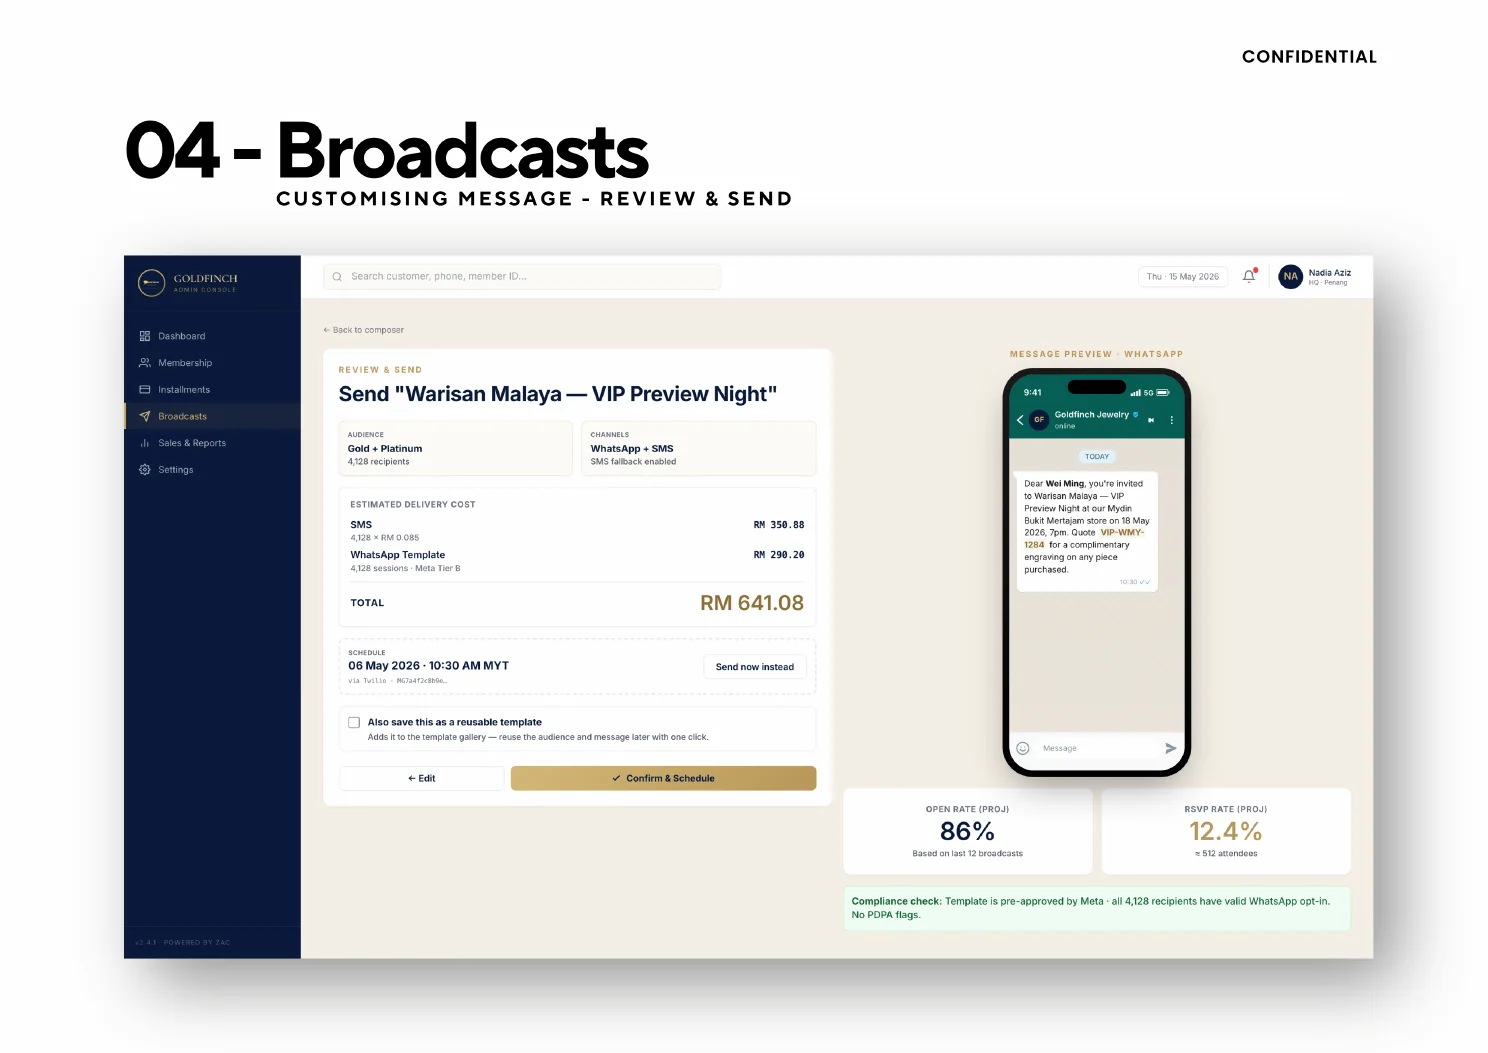 CONFIDENTIAL
04 - Broadcasts
CUSTOMISING MESSAGE - REVIEW & SEND
GOLDFINCH
ADMIN CONSOLE
Search customer, phone, member ID...
Thu · 15 May 2026
NA
Nadia Aziz
HQ · Penang
Dashboard
Membership
Installments
Broadcasts
Sales & Reports
Settings
v3.4.1 · POWERED BY ZAC
← Back to composer
REVIEW & SEND
Send "Warisan Malaya — VIP Preview Night"
AUDIENCE
Gold + Platinum
4,128 recipients
CHANNELS
WhatsApp + SMS
SMS fallback enabled
ESTIMATED DELIVERY COST
SMS
RM 350.88
4,128 × RM 0.085
WhatsApp Template
RM 290.20
4,128 sessions · Meta Tier B
TOTAL
RM 641.08
SCHEDULE
06 May 2026 · 10:30 AM MYT
via Twilio · MG7a4f2c8b9e…
Send now instead
Also save this as a reusable template
Adds it to the template gallery — reuse the audience and message later with one click.
← Edit
✓ Confirm & Schedule
MESSAGE PREVIEW · WHATSAPP
9:41
5G
GF
Goldfinch Jewelry
online
TODAY
Dear Wei Ming, you're invited
to Warisan Malaya — VIP
Preview Night at our Mydin
Bukit Mertajam store on 18 May
2026, 7pm. Quote VIP-WMY-
1284 for a complimentary
engraving on any piece
purchased.
10:30 ✓✓
Message
OPEN RATE (PROJ)
86%
Based on last 12 broadcasts
RSVP RATE (PROJ)
12.4%
≈ 512 attendees
Compliance check: Template is pre-approved by Meta · all 4,128 recipients have valid WhatsApp opt-in.
No PDPA flags.